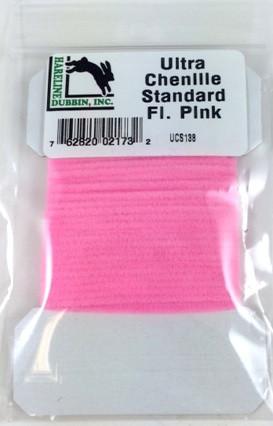 HARELINE
DUBBIN, INC.
Ultra
Chenille
Standard
Fl. Pink
7 62820 02173 2
UCS138